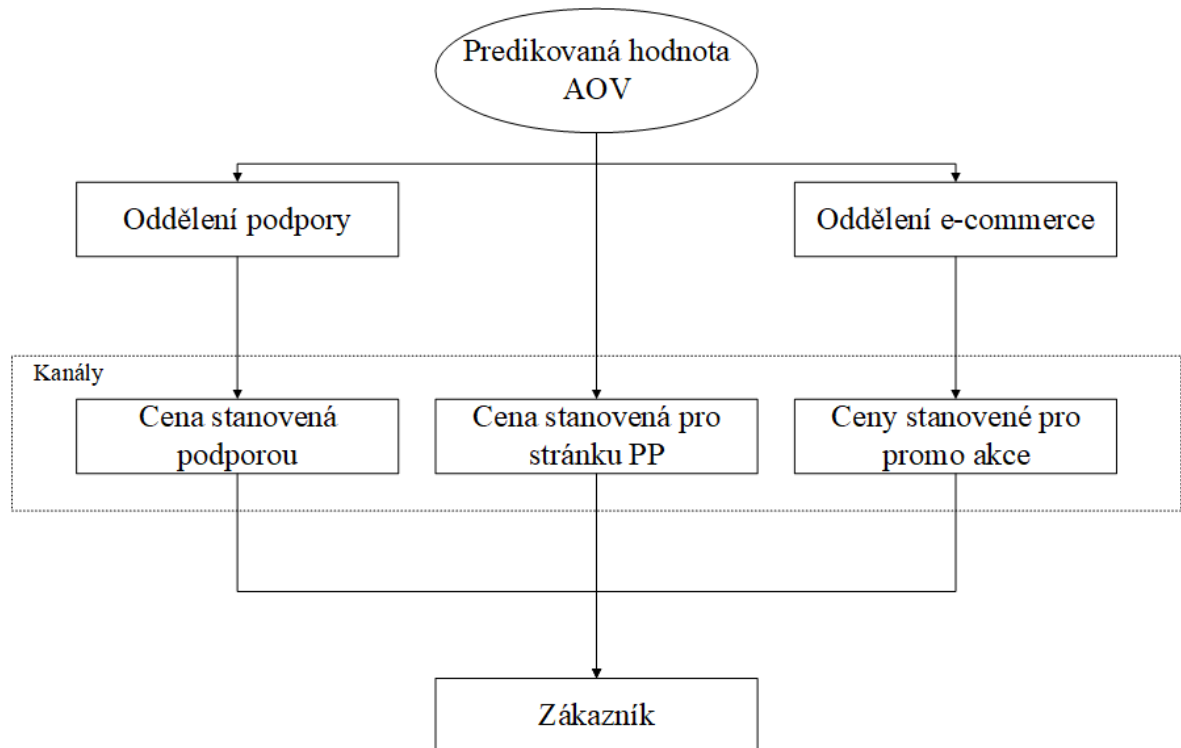 Predikovaná hodnota
AOV
Oddělení podpory
Oddělení e-commerce
Kanály
Cena stanovená
podporou
Cena stanovená pro
stránku PP
Ceny stanovené pro
promo akce
Zákazník